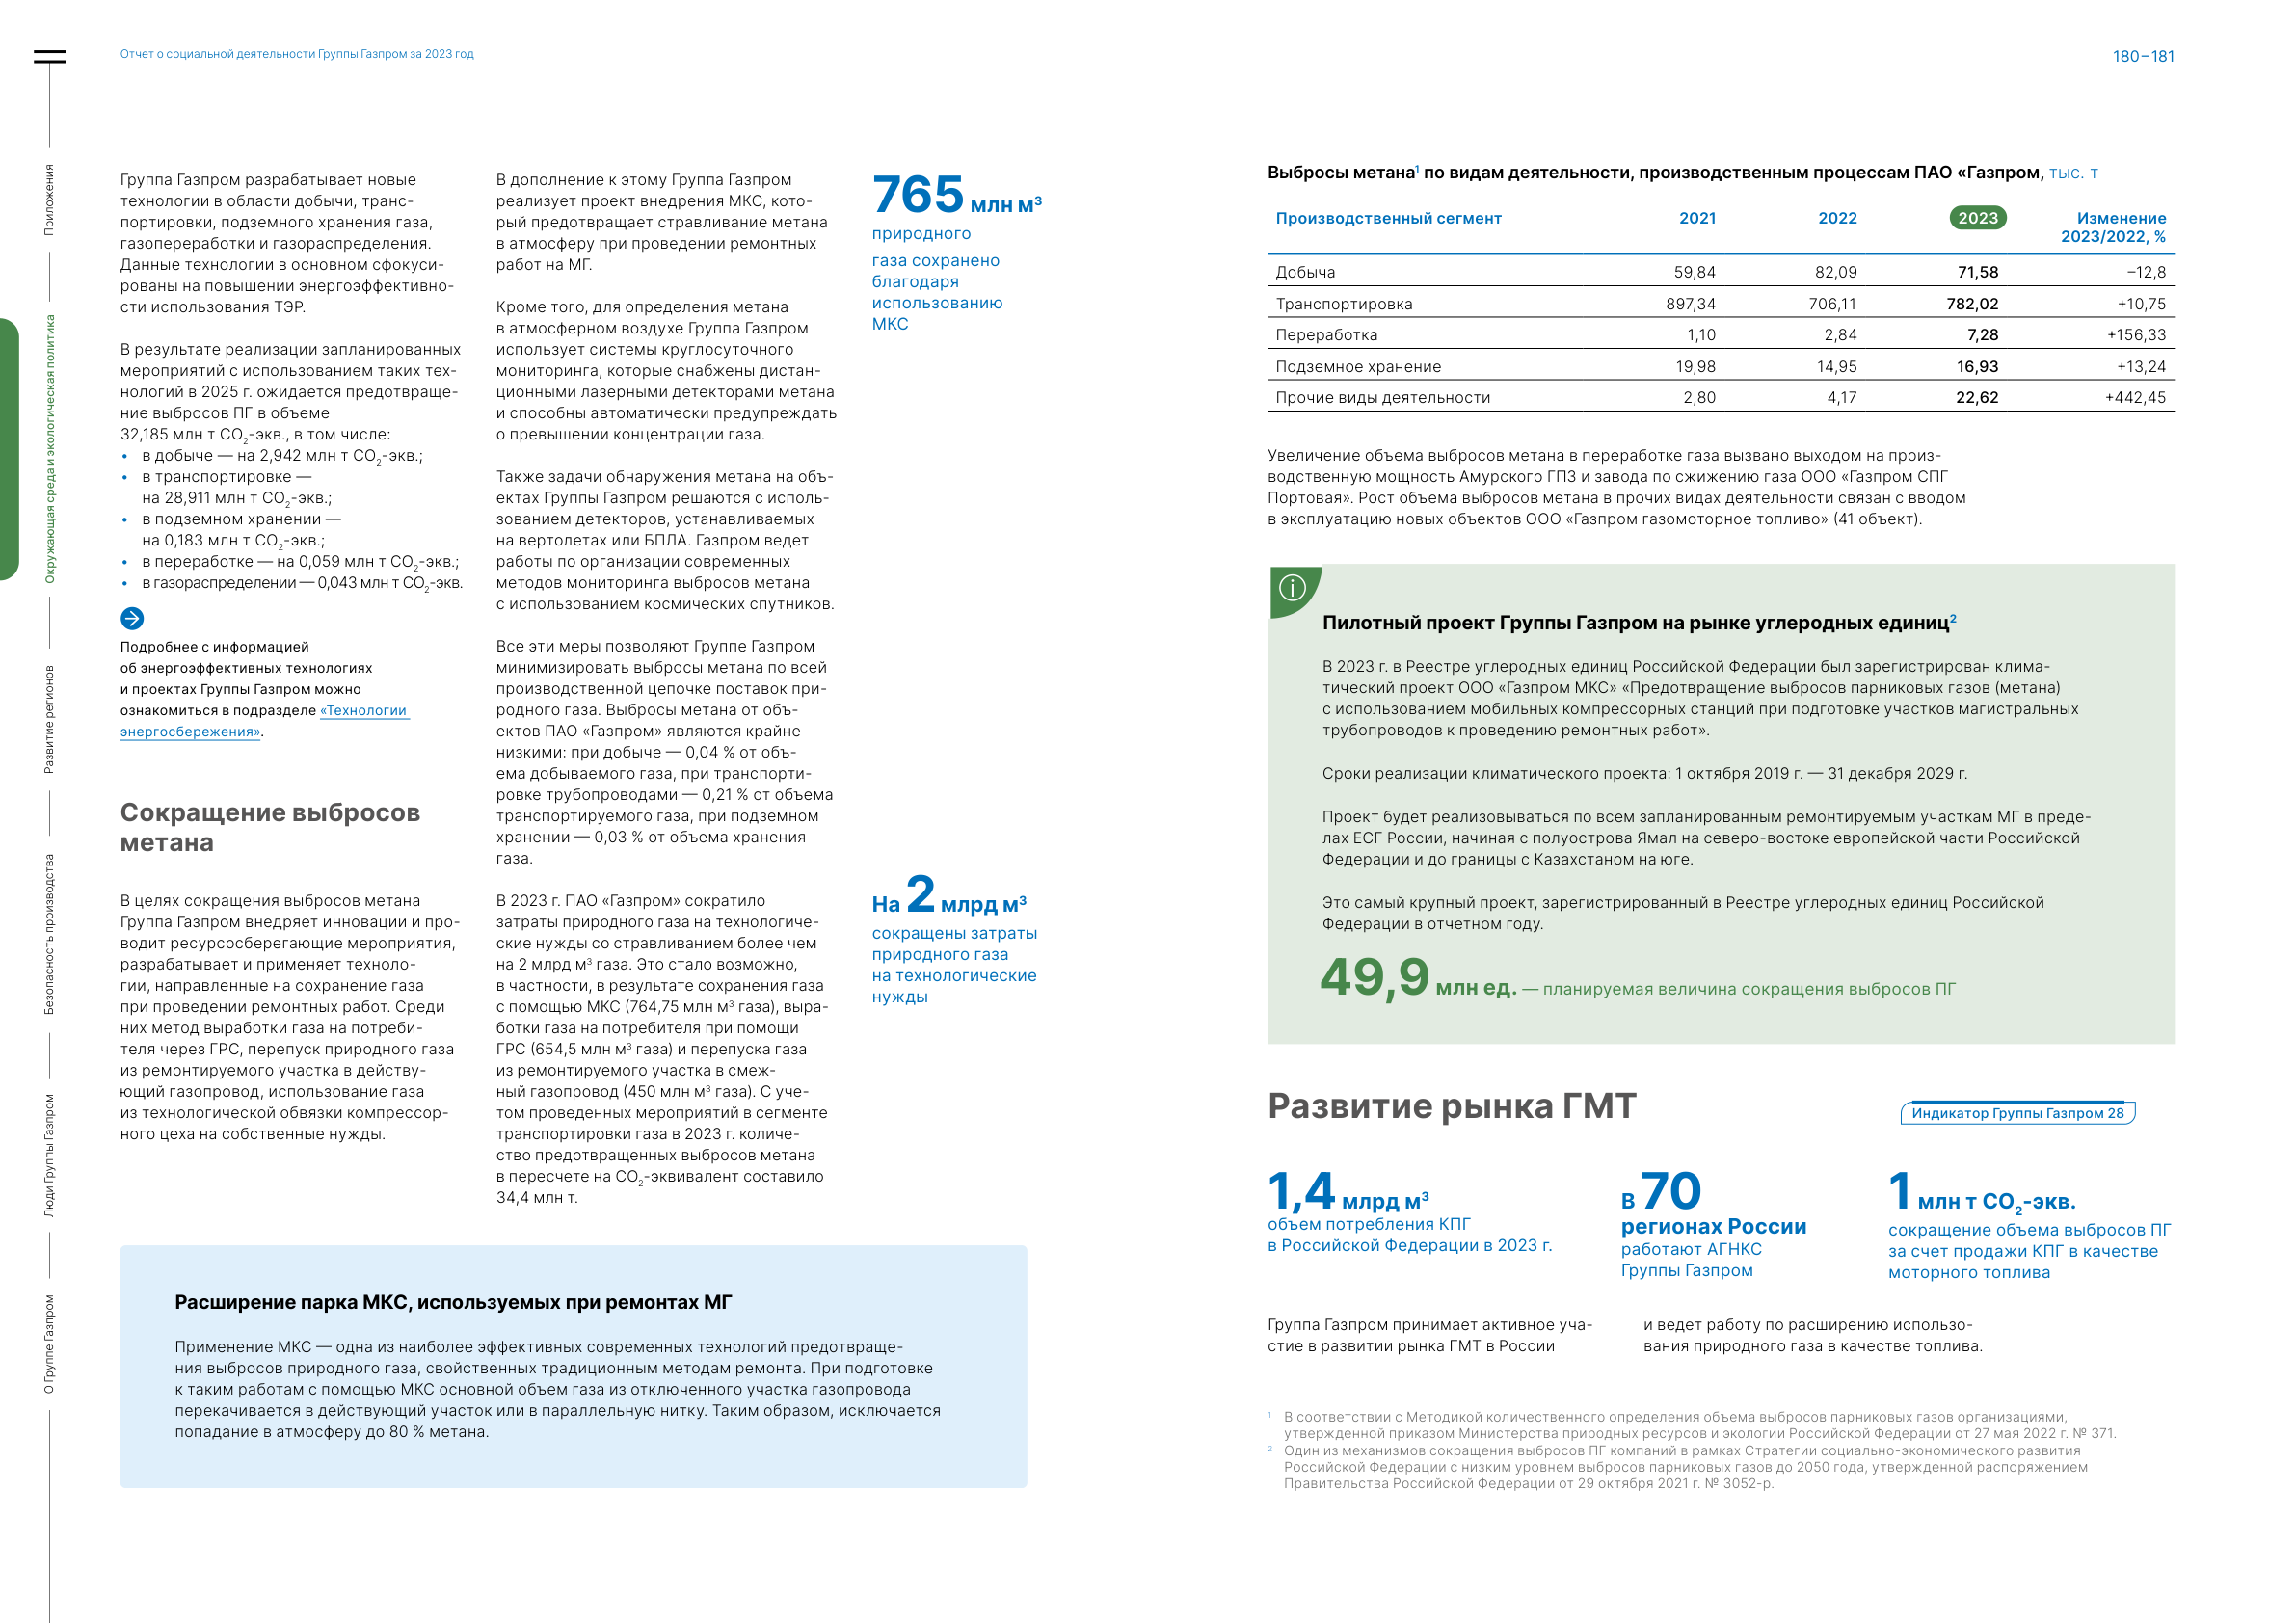 Отчет о социальной деятельности Группы Газпром за 2023 год
180–181
Приложения
Окружающая среда и экологическая политика
Развитие регионов
Безопасность производства
Люди Группы Газпром
О Группе Газпром
Группа Газпром разрабатывает новые
технологии в области добычи, транс-
портировки, подземного хранения газа,
газопереработки и газораспределения.
Данные технологии в основном сфокуси-
рованы на повышении энергоэффективно-
сти использования ТЭР.
В результате реализации запланированных
мероприятий с использованием таких тех-
нологий в 2025 г. ожидается предотвраще-
ние выбросов ПГ в объеме
32,185 млн т CO₂-экв., в том числе:
• в добыче — на 2,942 млн т CO₂-экв.;
• в транспортировке —
на 28,911 млн т CO₂-экв.;
• в подземном хранении —
на 0,183 млн т CO₂-экв.;
• в переработке — на 0,059 млн т CO₂-экв.;
• в газораспределении — 0,043 млн т CO₂-экв.
Подробнее с информацией
об энергоэффективных технологиях
и проектах Группы Газпром можно
ознакомиться в подразделе «Технологии
энергосбережения».
Сокращение выбросов
метана
В целях сокращения выбросов метана
Группа Газпром внедряет инновации и про-
водит ресурсосберегающие мероприятия,
разрабатывает и применяет техноло-
гии, направленные на сохранение газа
при проведении ремонтных работ. Среди
них метод выработки газа на потреби-
теля через ГРС, перепуск природного газа
из ремонтируемого участка в действу-
ющий газопровод, использование газа
из технологической обвязки компрессор-
ного цеха на собственные нужды.
В дополнение к этому Группа Газпром
реализует проект внедрения МКС, кото-
рый предотвращает стравливание метана
в атмосферу при проведении ремонтных
работ на МГ.
Кроме того, для определения метана
в атмосферном воздухе Группа Газпром
использует системы круглосуточного
мониторинга, которые снабжены дистан-
ционными лазерными детекторами метана
и способны автоматически предупреждать
о превышении концентрации газа.
Также задачи обнаружения метана на объ-
ектах Группы Газпром решаются с исполь-
зованием детекторов, устанавливаемых
на вертолетах или БПЛА. Газпром ведет
работы по организации современных
методов мониторинга выбросов метана
с использованием космических спутников.
Все эти меры позволяют Группе Газпром
минимизировать выбросы метана по всей
производственной цепочке поставок при-
родного газа. Выбросы метана от объ-
ектов ПАО «Газпром» являются крайне
низкими: при добыче — 0,04 % от объ-
ема добываемого газа, при транспорти-
ровке трубопроводами — 0,21 % от объема
транспортируемого газа, при подземном
хранении — 0,03 % от объема хранения
газа.
В 2023 г. ПАО «Газпром» сократило
затраты природного газа на технологиче-
ские нужды со стравливанием более чем
на 2 млрд м³ газа. Это стало возможно,
в частности, в результате сохранения газа
с помощью МКС (764,75 млн м³ газа), выра-
ботки газа на потребителя при помощи
ГРС (654,5 млн м³ газа) и перепуска газа
из ремонтируемого участка в смеж-
ный газопровод (450 млн м³ газа). С уче-
том проведенных мероприятий в сегменте
транспортировки газа в 2023 г. количе-
ство предотвращенных выбросов метана
в пересчете на CO₂-эквивалент составило
34,4 млн т.
765 млн м³
природного
газа сохранено
благодаря
использованию
МКС
На 2 млрд м³
сокращены затраты
природного газа
на технологические
нужды
Расширение парка МКС, используемых при ремонтах МГ
Применение МКС — одна из наиболее эффективных современных технологий предотвраще-
ния выбросов природного газа, свойственных традиционным методам ремонта. При подготовке
к таким работам с помощью МКС основной объем газа из отключенного участка газопровода
перекачивается в действующий участок или в параллельную нитку. Таким образом, исключается
попадание в атмосферу до 80 % метана.
Выбросы метана¹ по видам деятельности, производственным процессам ПАО «Газпром, тыс. т
Производственный сегмент 2021 2022 2023 Изменение
2023/2022, %
Добыча 59,84 82,09 71,58 −12,8
Транспортировка 897,34 706,11 782,02 +10,75
Переработка 1,10 2,84 7,28 +156,33
Подземное хранение 19,98 14,95 16,93 +13,24
Прочие виды деятельности 2,80 4,17 22,62 +442,45
Увеличение объема выбросов метана в переработке газа вызвано выходом на произ-
водственную мощность Амурского ГПЗ и завода по сжижению газа ООО «Газпром СПГ
Портовая». Рост объема выбросов метана в прочих видах деятельности связан с вводом
в эксплуатацию новых объектов ООО «Газпром газомоторное топливо» (41 объект).
Пилотный проект Группы Газпром на рынке углеродных единиц²
В 2023 г. в Реестре углеродных единиц Российской Федерации был зарегистрирован клима-
тический проект ООО «Газпром МКС» «Предотвращение выбросов парниковых газов (метана)
с использованием мобильных компрессорных станций при подготовке участков магистральных
трубопроводов к проведению ремонтных работ».
Сроки реализации климатического проекта: 1 октября 2019 г. — 31 декабря 2029 г.
Проект будет реализовываться по всем запланированным ремонтируемым участкам МГ в преде-
лах ЕСГ России, начиная с полуострова Ямал на северо-востоке европейской части Российской
Федерации и до границы с Казахстаном на юге.
Это самый крупный проект, зарегистрированный в Реестре углеродных единиц Российской
Федерации в отчетном году.
49,9 млн ед. — планируемая величина сокращения выбросов ПГ
Развитие рынка ГМТ
Индикатор Группы Газпром 28
1,4 млрд м³
объем потребления КПГ
в Российской Федерации в 2023 г.
В 70
регионах России
работают АГНКС
Группы Газпром
1 млн т CO₂-экв.
сокращение объема выбросов ПГ
за счет продажи КПГ в качестве
моторного топлива
Группа Газпром принимает активное уча-
стие в развитии рынка ГМТ в России
и ведет работу по расширению использо-
вания природного газа в качестве топлива.
¹ В соответствии с Методикой количественного определения объема выбросов парниковых газов организациями,
утвержденной приказом Министерства природных ресурсов и экологии Российской Федерации от 27 мая 2022 г. № 371.
² Один из механизмов сокращения выбросов ПГ компаний в рамках Стратегии социально-экономического развития
Российской Федерации с низким уровнем выбросов парниковых газов до 2050 года, утвержденной распоряжением
Правительства Российской Федерации от 29 октября 2021 г. № 3052-р.